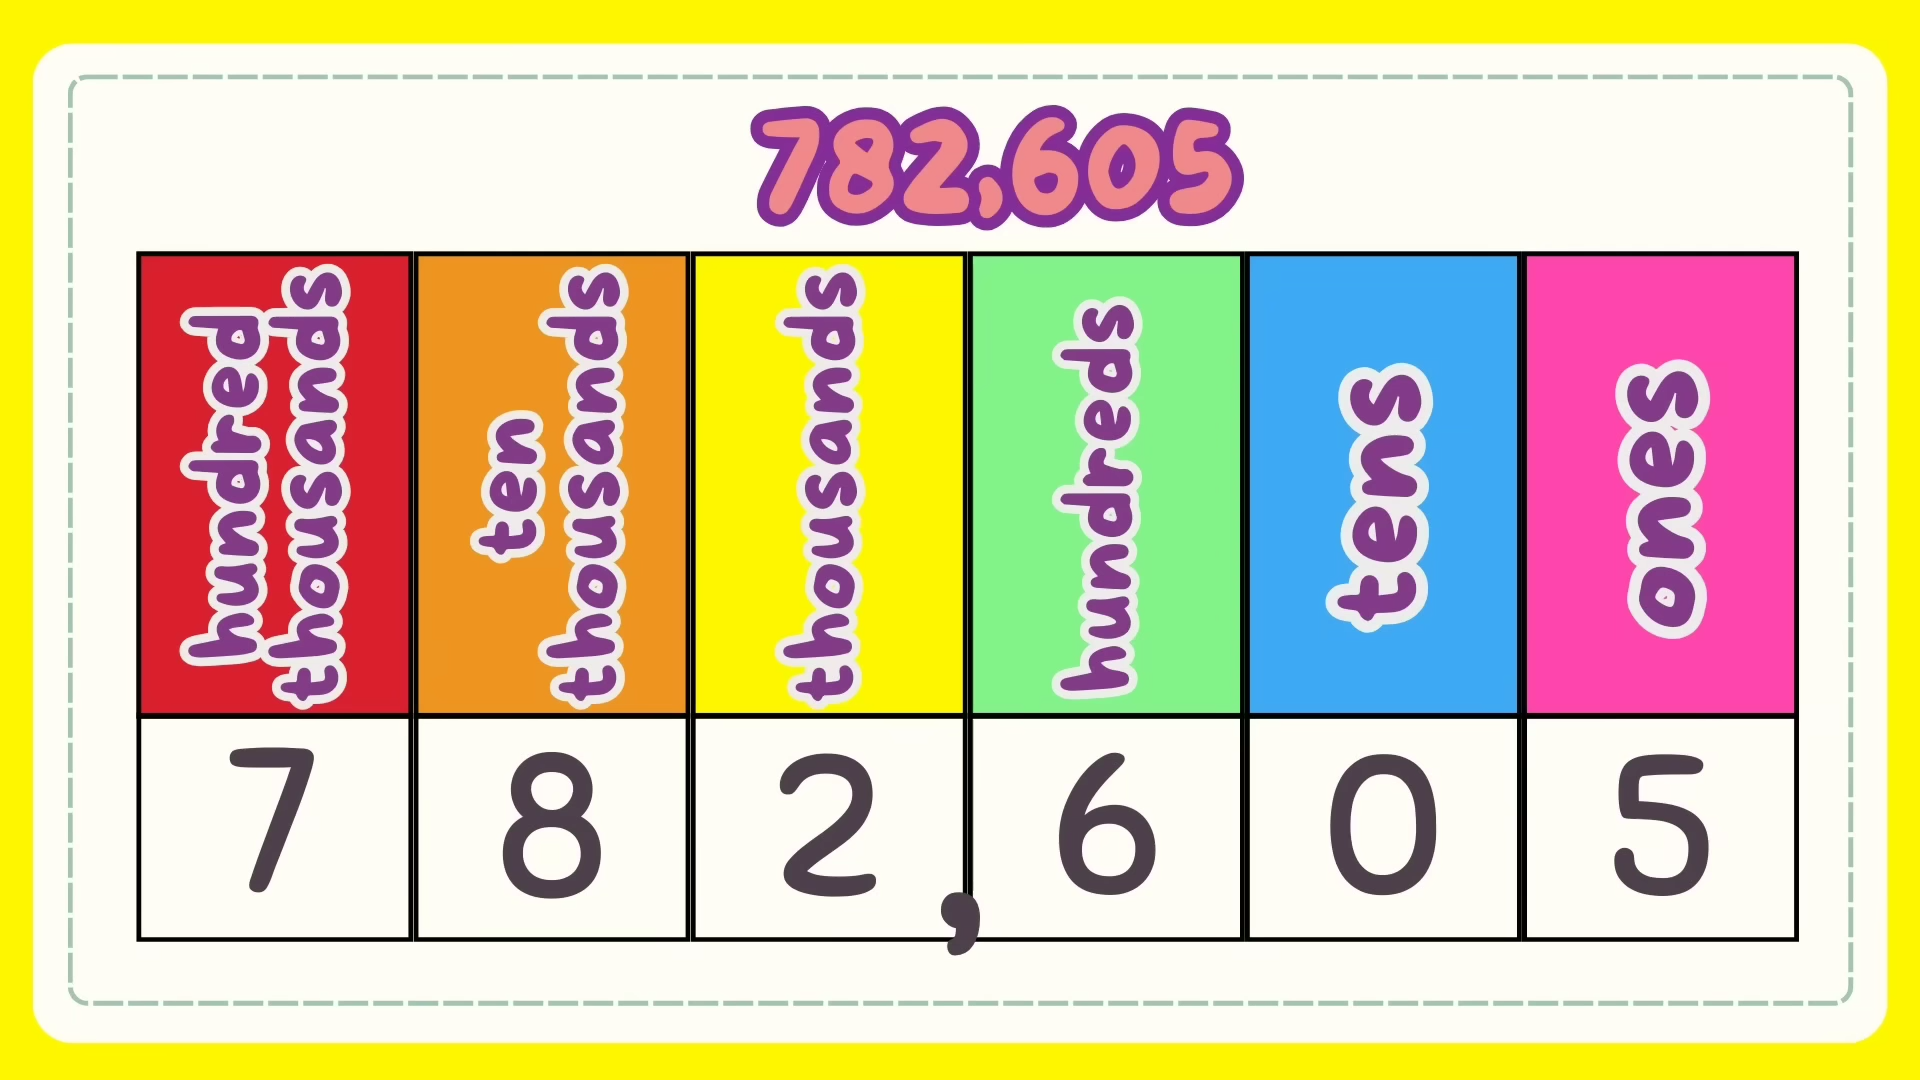 782,605
hundred
thousands
ten
thousands
thousands
hundreds
tens
ones
7 8 2 , 6 0 5